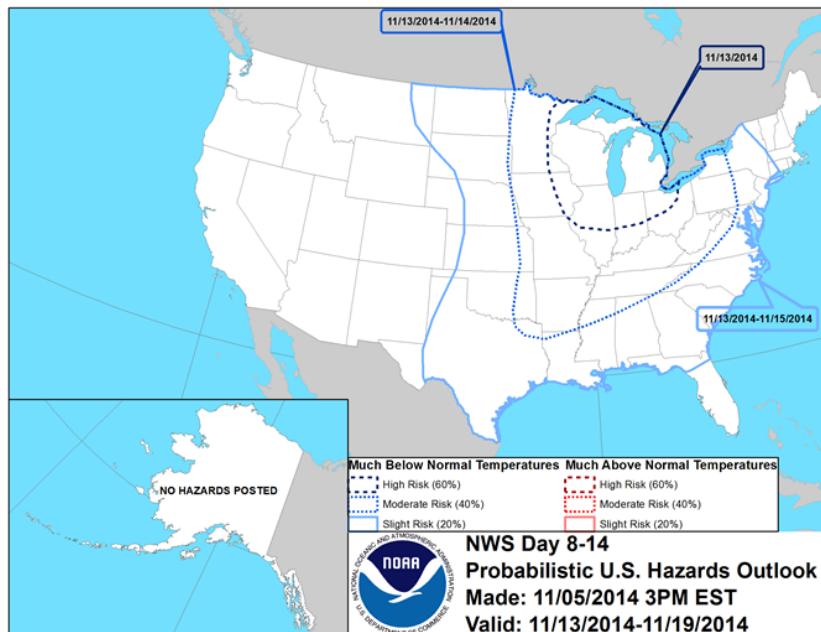 11/13/2014-11/14/2014
11/13/2014
11/13/2014-11/15/2014
NO HAZARDS POSTED
Much Below Normal Temperatures
High Risk (60%)
Moderate Risk (40%)
Slight Risk (20%)
Much Above Normal Temperatures
High Risk (60%)
Moderate Risk (40%)
Slight Risk (20%)
NATIONAL OCEANIC AND ATMOSPHERIC ADMINISTRATION
NOAA
U.S. DEPARTMENT OF COMMERCE
NWS Day 8-14
Probabilistic U.S. Hazards Outlook
Made: 11/05/2014 3PM EST
Valid: 11/13/2014-11/19/2014